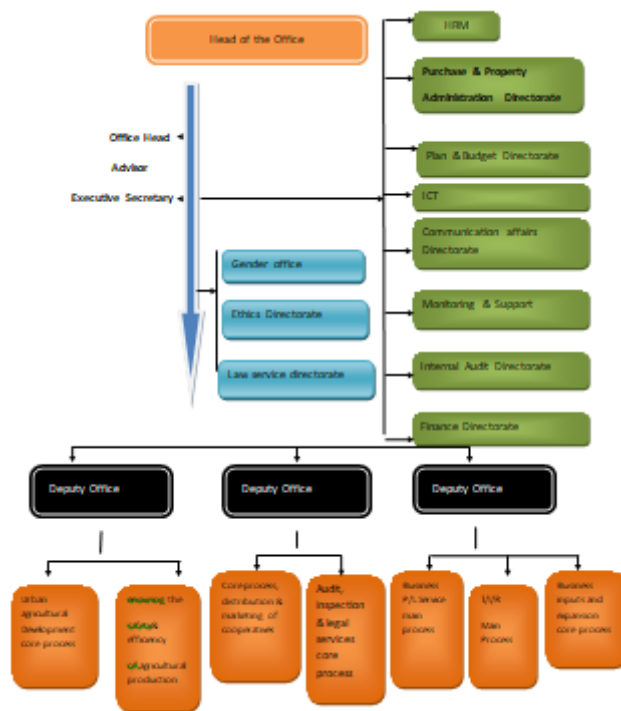 Head of the Office
HRM
Purchase & Property
Administration Directorate
Office Head
Advisor
Executive Secretary
Plan & Budget Directorate
ICT
Communication affairs
Directorate
Gender office
Ethics Directorate
Law service directorate
Monitoring & Support
Internal Audit Directorate
Finance Directorate
Deputy Office
Deputy Office
Deputy Office
Urban
agricultural
Development
core process
ensuring the
efficiency
of agricultural
production
Core process,
distribution &
marketing of
cooperatives
Audit,
inspection
& legal
services
core
process
Business
P/L Service
main
process
Main
Process
Business
inputs and
expansion
core process